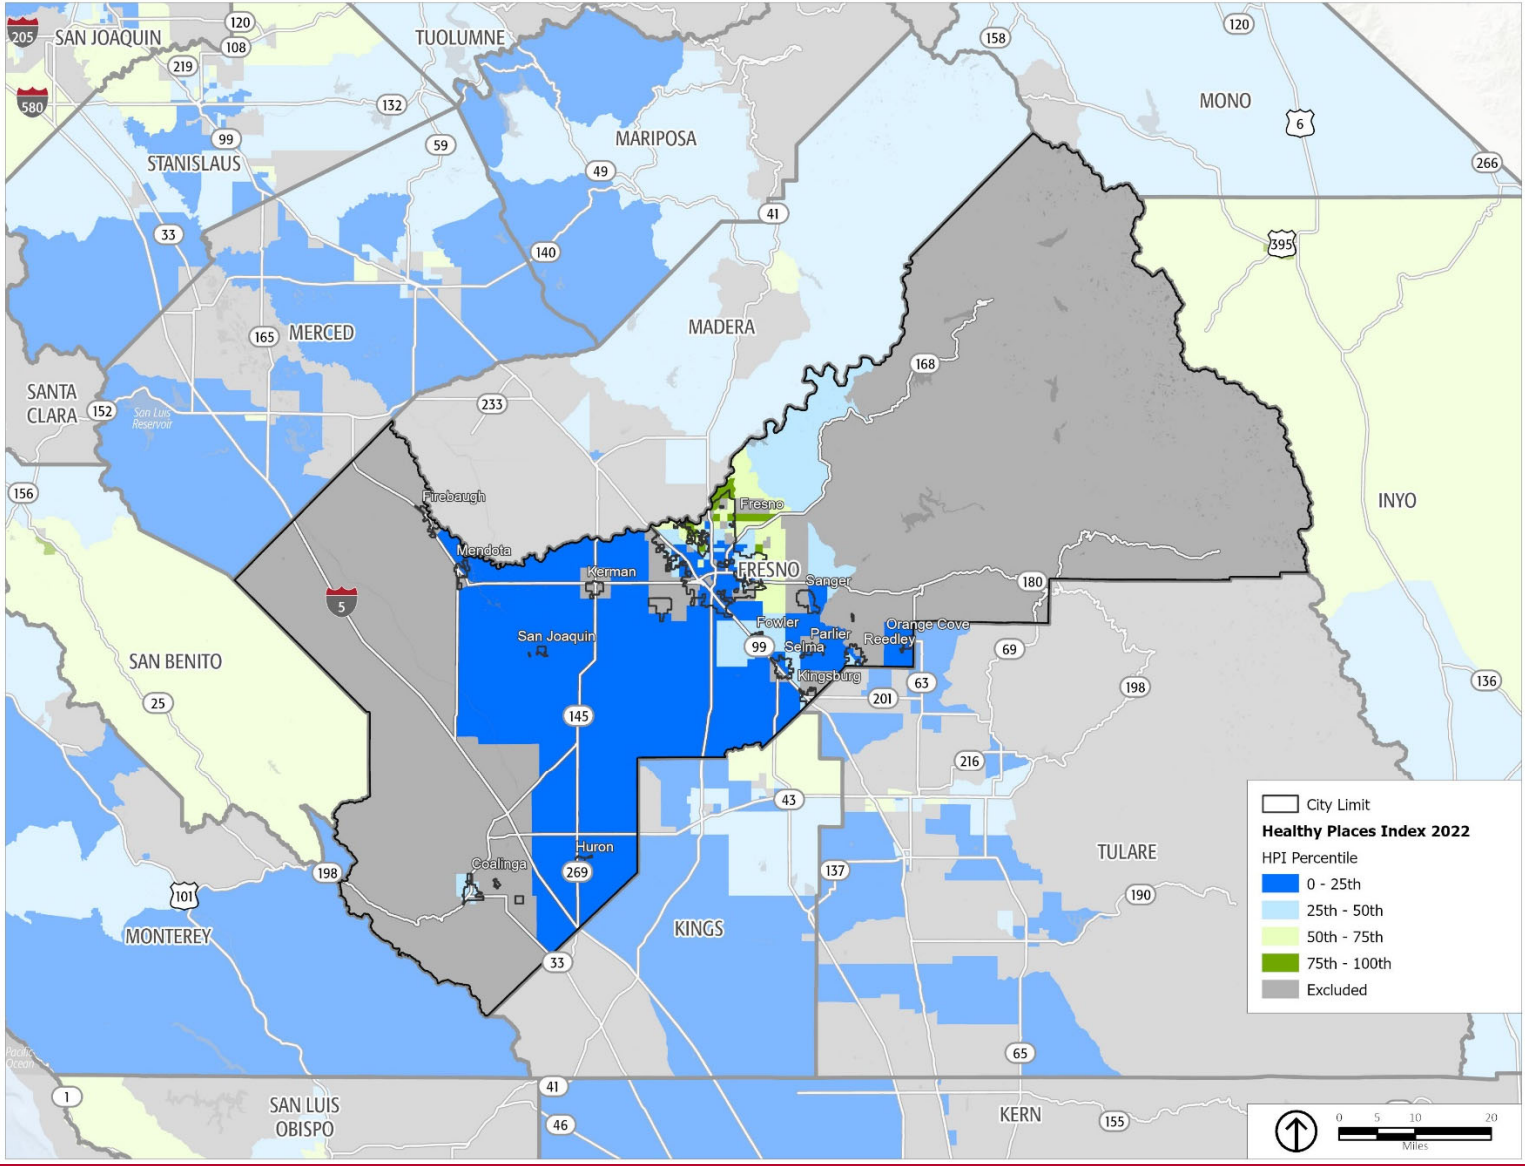 205
SAN JOAQUIN
120
108
TUOLUMNE
158
120
219
580
132
MONO
6
99
59
MARIPOSA
STANISLAUS
49
266
41
33
140
395
165
MERCED
MADERA
168
SANTA
CLARA
152
San Luis
Reservoir
233
156
Firebaugh
Fresno
INYO
Mendota
Kerman
FRESNO
Sanger
180
5
San Joaquin
Fowler
Parlier
Orange Cove
Reedley
99
Selma
69
SAN BENITO
Kingsburg
63
198
136
25
201
145
216
43
City Limit
Healthy Places Index 2022
HPI Percentile
0 - 25th
25th - 50th
50th - 75th
75th - 100th
Excluded
Huron
TULARE
Coalinga
198
269
137
101
190
MONTEREY
KINGS
33
Pacific
Ocean
65
1
41
SAN LUIS
OBISPO
46
KERN
155
0 5 10 20
Miles